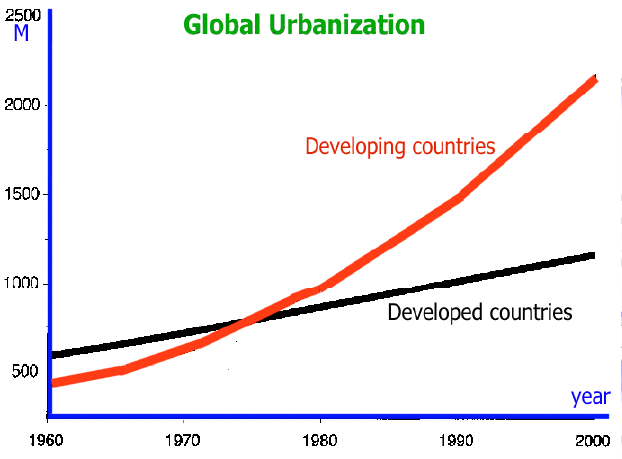 Global Urbanization
2500
M
2000
1500
1000
500
Developing countries
Developed countries
year
1960 1970 1980 1990 2000